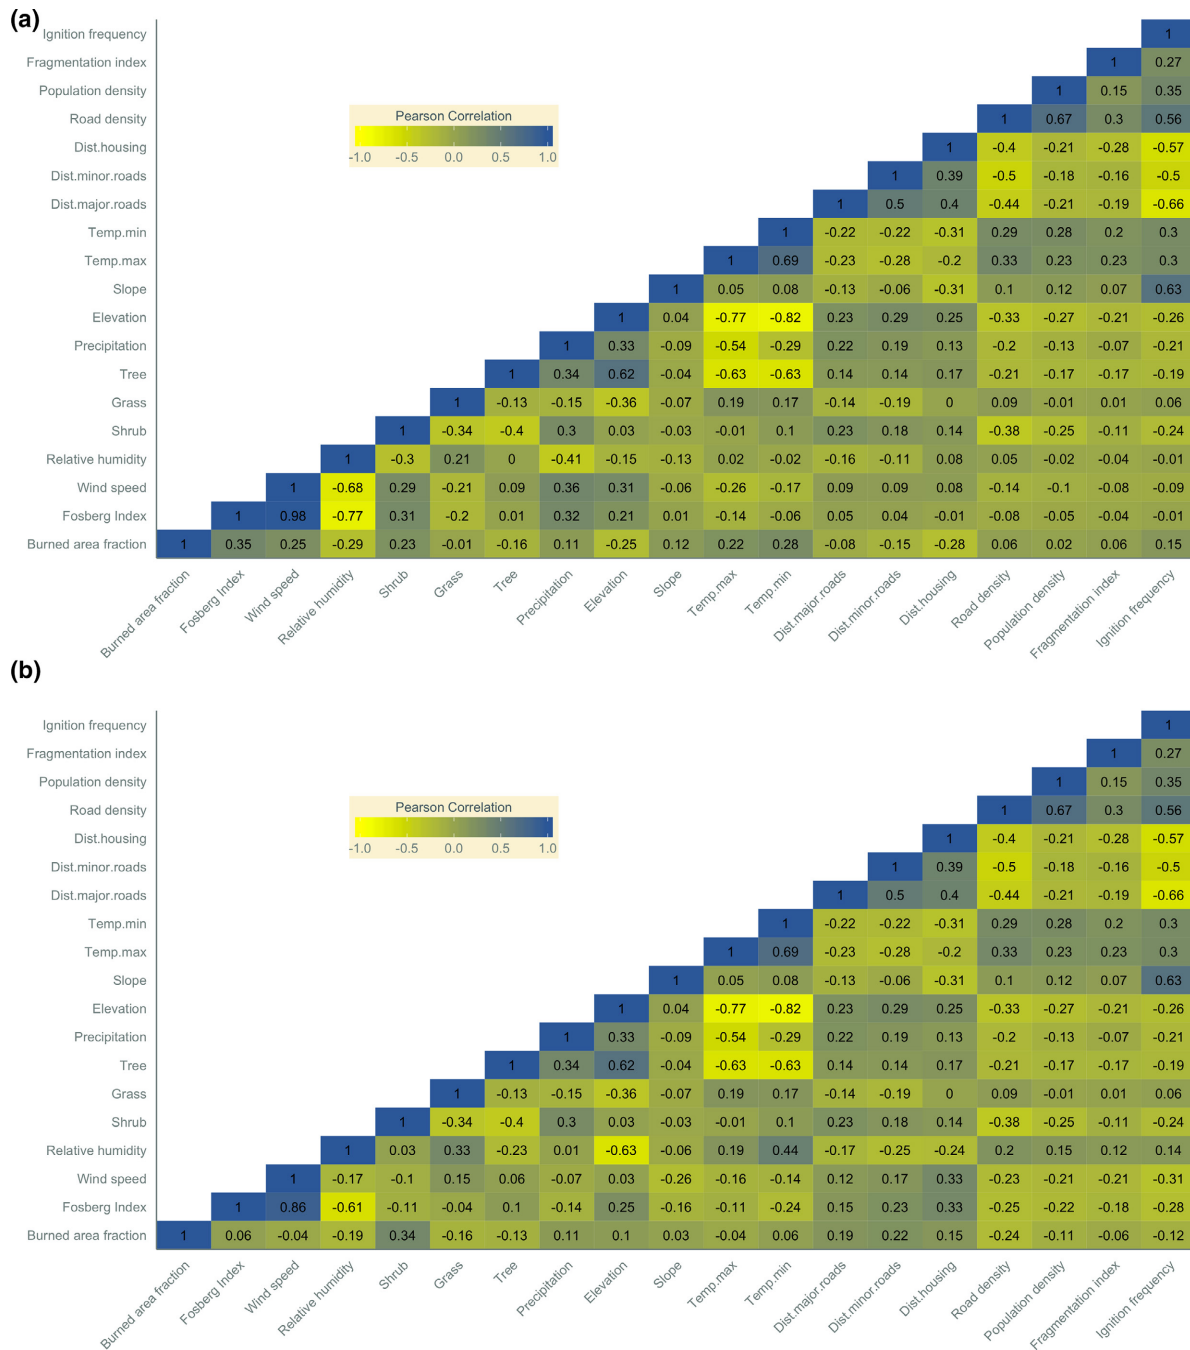 (a)
Pearson Correlation
-1.0 -0.5 0.0 0.5 1.0
Ignition frequency 1
Fragmentation index 1 0.27
Population density 1 0.15 0.35
Road density 1 0.67 0.3 0.56
Dist.housing 1 -0.4 -0.21 -0.28 -0.57
Dist.minor.roads 1 0.39 -0.5 -0.18 -0.16 -0.5
Dist.major.roads 1 0.5 0.4 -0.44 -0.21 -0.19 -0.66
Temp.min 1 -0.22 -0.22 -0.31 0.29 0.28 0.2 0.3
Temp.max 1 0.69 -0.23 -0.28 -0.2 0.33 0.23 0.23 0.3
Slope 1 0.05 0.08 -0.13 -0.06 -0.31 0.1 0.12 0.07 0.63
Elevation 1 0.04 -0.77 -0.82 0.23 0.29 0.25 -0.33 -0.27 -0.21 -0.26
Precipitation 1 0.33 -0.09 -0.54 -0.29 0.22 0.19 0.13 -0.2 -0.13 -0.07 -0.21
Tree 1 0.34 0.62 -0.04 -0.63 -0.63 0.14 0.14 0.17 -0.21 -0.17 -0.17 -0.19
Grass 1 -0.13 -0.15 -0.36 -0.07 0.19 0.17 -0.14 -0.19 0 0.09 -0.01 0.01 0.06
Shrub 1 -0.34 -0.4 0.3 0.03 -0.03 -0.01 0.1 0.23 0.18 0.14 -0.38 -0.25 -0.11 -0.24
Relative humidity 1 -0.3 0.21 0 -0.41 -0.15 -0.13 0.02 -0.02 -0.16 -0.11 0.08 0.05 -0.02 -0.04 -0.01
Wind speed 1 -0.68 0.29 -0.21 0.09 0.36 0.31 -0.06 -0.26 -0.17 0.09 0.09 0.08 -0.14 -0.1 -0.08 -0.09
Fosberg Index 1 0.98 -0.77 0.31 -0.2 0.01 0.32 0.21 0.01 -0.14 -0.06 0.05 0.04 -0.01 -0.08 -0.05 -0.04 -0.01
Burned area fraction 1 0.35 0.25 -0.29 0.23 -0.01 -0.16 0.11 -0.25 0.12 0.22 0.28 -0.08 -0.15 -0.28 0.06 0.02 0.06 0.15
Burned area fraction
Fosberg Index
Wind speed
Relative humidity
Shrub
Grass
Tree
Precipitation
Elevation
Slope
Temp.max
Temp.min
Dist.major.roads
Dist.minor.roads
Dist.housing
Road density
Population density
Fragmentation index
Ignition frequency
(b)
Pearson Correlation
-1.0 -0.5 0.0 0.5 1.0
Ignition frequency 1
Fragmentation index 1 0.27
Population density 1 0.15 0.35
Road density 1 0.67 0.3 0.56
Dist.housing 1 -0.4 -0.21 -0.28 -0.57
Dist.minor.roads 1 0.39 -0.5 -0.18 -0.16 -0.5
Dist.major.roads 1 0.5 0.4 -0.44 -0.21 -0.19 -0.66
Temp.min 1 -0.22 -0.22 -0.31 0.29 0.28 0.2 0.3
Temp.max 1 0.69 -0.23 -0.28 -0.2 0.33 0.23 0.23 0.3
Slope 1 0.05 0.08 -0.13 -0.06 -0.31 0.1 0.12 0.07 0.63
Elevation 1 0.04 -0.77 -0.82 0.23 0.29 0.25 -0.33 -0.27 -0.21 -0.26
Precipitation 1 0.33 -0.09 -0.54 -0.29 0.22 0.19 0.13 -0.2 -0.13 -0.07 -0.21
Tree 1 0.34 0.62 -0.04 -0.63 -0.63 0.14 0.14 0.17 -0.21 -0.17 -0.17 -0.19
Grass 1 -0.13 -0.15 -0.36 -0.07 0.19 0.17 -0.14 -0.19 0 0.09 -0.01 0.01 0.06
Shrub 1 -0.34 -0.4 0.3 0.03 -0.03 -0.01 0.1 0.23 0.18 0.14 -0.38 -0.25 -0.11 -0.24
Relative humidity 1 0.03 0.33 -0.23 0.01 -0.63 -0.06 0.19 0.44 -0.17 -0.25 -0.24 0.2 0.15 0.12 0.14
Wind speed 1 -0.17 -0.1 0.15 0.06 -0.07 0.03 -0.26 -0.16 -0.14 0.12 0.17 0.33 -0.23 -0.21 -0.21 -0.31
Fosberg Index 1 0.86 -0.61 -0.11 -0.04 0.1 -0.14 0.25 -0.16 -0.11 -0.24 0.15 0.23 0.33 -0.25 -0.22 -0.18 -0.28
Burned area fraction 1 0.06 -0.04 -0.19 0.34 -0.16 -0.13 0.11 0.1 0.03 -0.04 0.06 0.19 0.22 0.15 -0.24 -0.11 -0.06 -0.12
Burned area fraction
Fosberg Index
Wind speed
Relative humidity
Shrub
Grass
Tree
Precipitation
Elevation
Slope
Temp.max
Temp.min
Dist.major.roads
Dist.minor.roads
Dist.housing
Road density
Population density
Fragmentation index
Ignition frequency